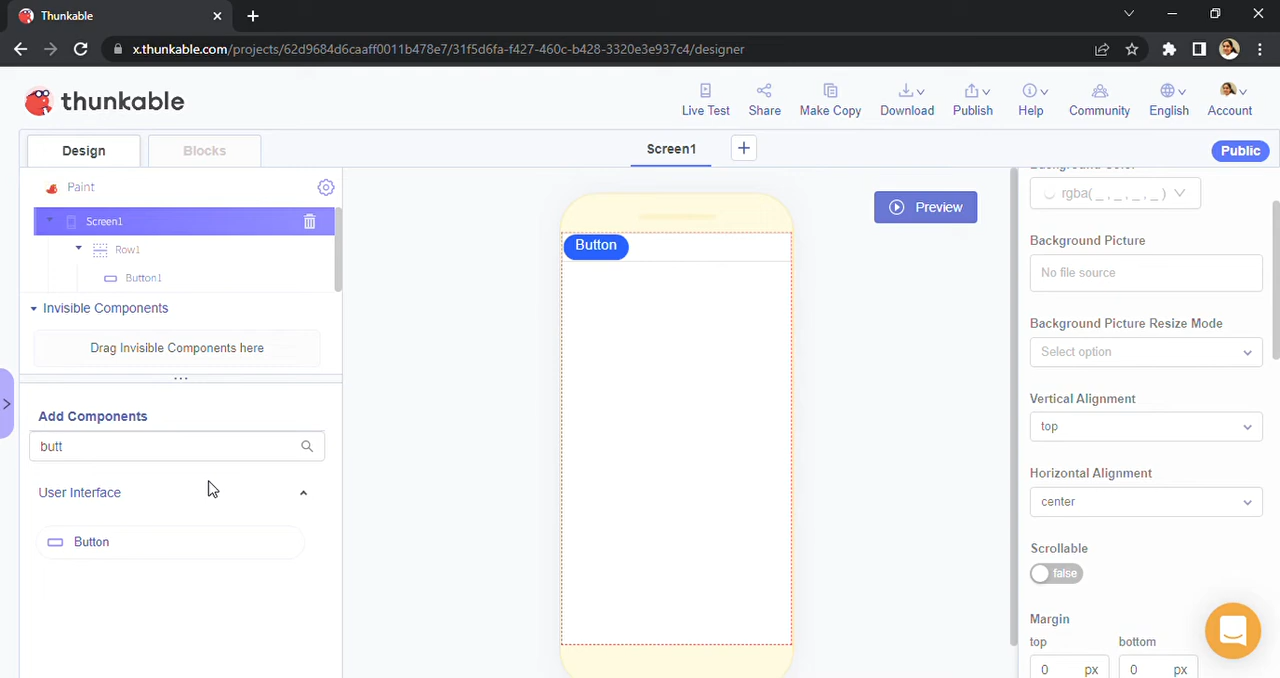 Thunkable
x.thunkable.com/projects/62d9684d6caaff0011b478e7/31f5d6fa-f427-460c-b428-3320e3e937c4/designer
thunkable
Live Test
Share
Make Copy
Download
Publish
Help
Community
English
Account
Design
Blocks
Screen1
Public
Paint
Screen1
Row1
Button1
Invisible Components
Drag Invisible Components here
Add Components
butt
User Interface
Button
Button
Preview
Background Color
rgba( _ , _ , _ , _ )
Background Picture
No file source
Background Picture Resize Mode
Select option
Vertical Alignment
top
Horizontal Alignment
center
Scrollable
false
Margin
top bottom
0 px 0 px